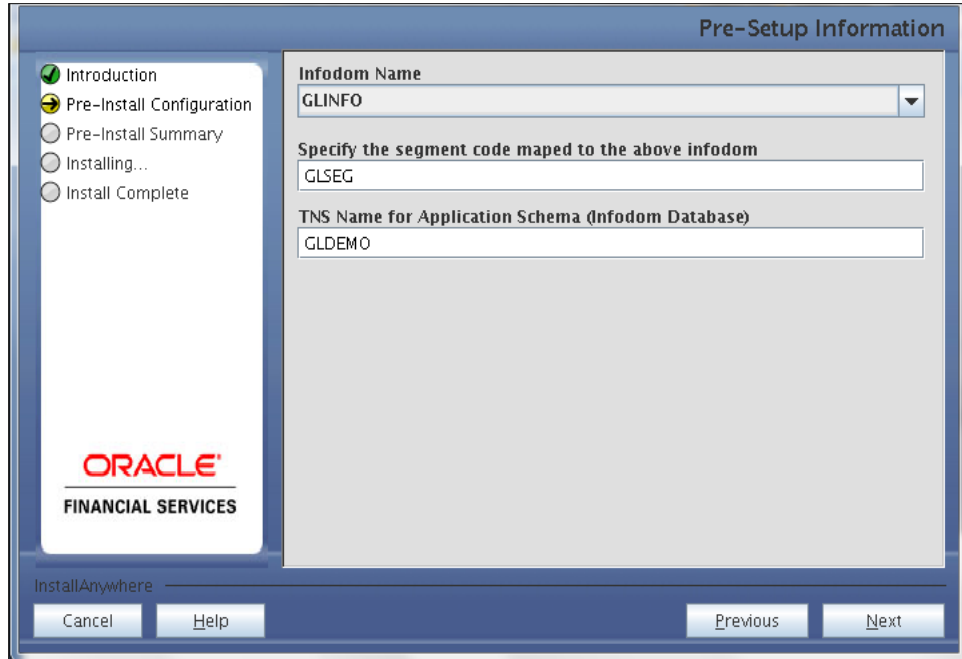 Pre-Setup Information
Introduction
Pre-Install Configuration
Pre-Install Summary
Installing...
Install Complete
ORACLE
FINANCIAL SERVICES
Infodom Name
GLINFO
Specify the segment code maped to the above infodom
GLSEG
TNS Name for Application Schema (Infodom Database)
GLDEMO
InstallAnywhere
Cancel
Help
Previous
Next